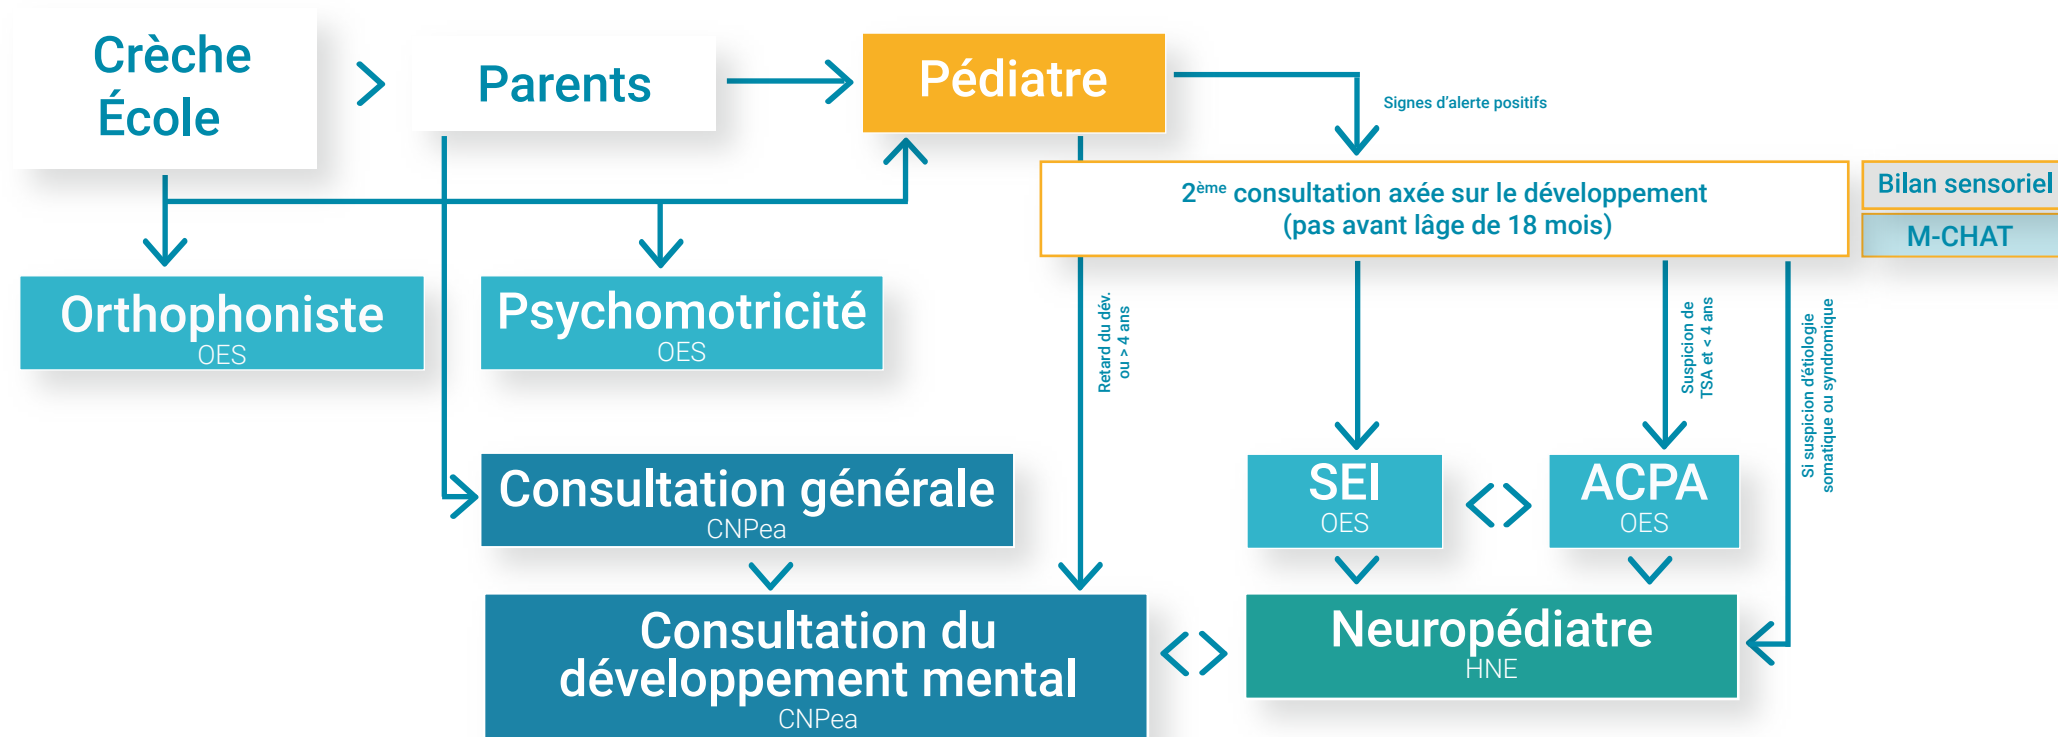 Crèche
École
Parents
Pédiatre
Signes d'alerte positifs
2ème consultation axée sur le développement
(pas avant lâge de 18 mois)
Bilan sensoriel
M-CHAT
Orthophoniste
OES
Psychomotricité
OES
Retard du dév.
ou > 4 ans
Suspicion de
TSA et < 4 ans
Si suspicion d'étiologie
somatique ou syndromique
Consultation générale
CNPea
SEI
OES
ACPA
OES
Consultation du
développement mental
CNPea
Neuropédiatre
HNE